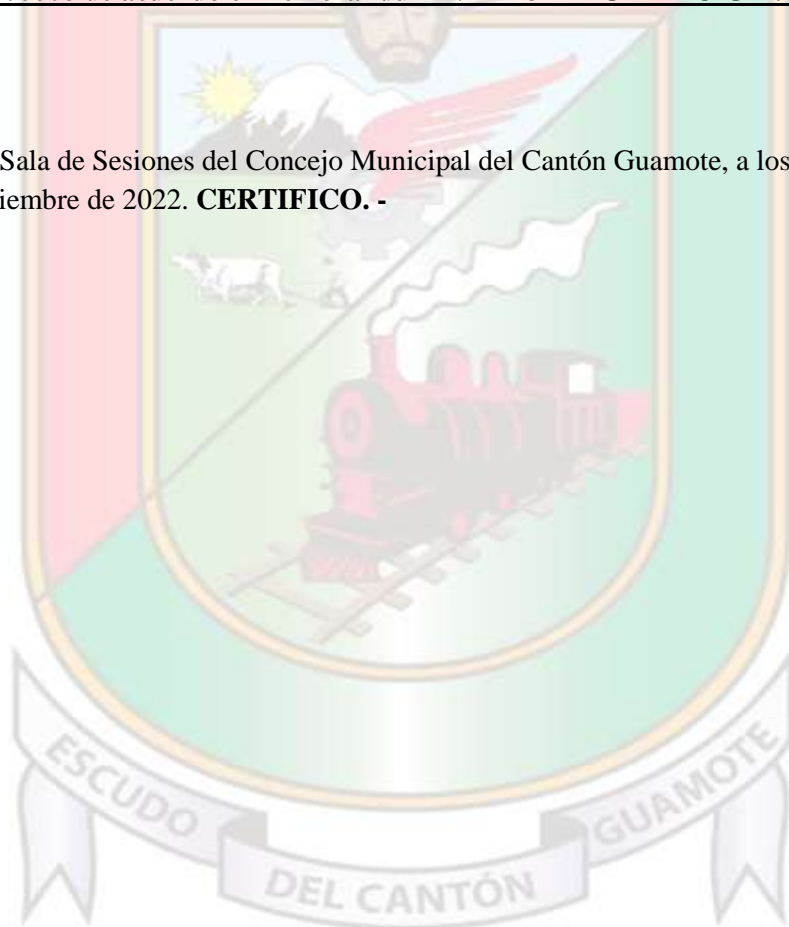 Sala de Sesiones del Concejo Municipal del Cantón Guamote, a los
iembre de 2022. CERTIFICO. -
ESCUDO
DEL CANTÓN
GUAMOTE